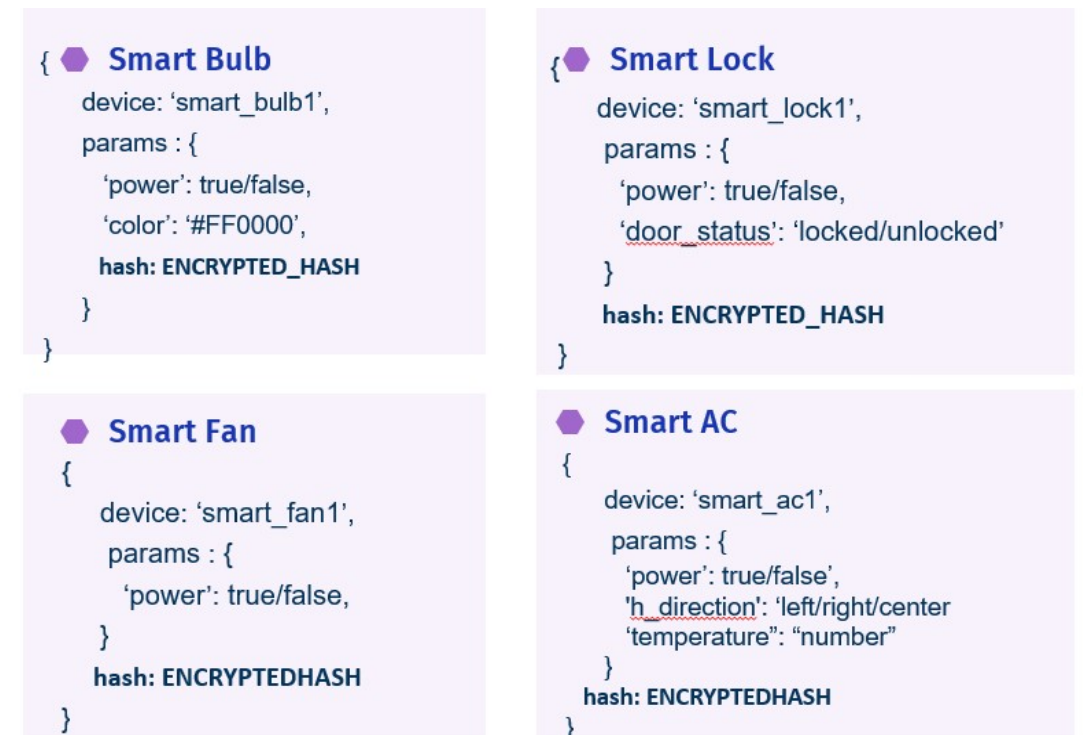 { Smart Bulb
device: ‘smart_bulb1’,
params : {
‘power’: true/false,
‘color’: ‘#FF0000’,
hash: ENCRYPTED_HASH
}
}
{ Smart Lock
device: ‘smart_lock1’,
params : {
‘power’: true/false,
‘door_status’: ‘locked/unlocked’
}
hash: ENCRYPTED_HASH
}
Smart Fan
{
device: ‘smart_fan1’,
params : {
‘power’: true/false,
}
hash: ENCRYPTEDHASH
}
Smart AC
{
device: ‘smart_ac1’,
params : {
‘power’: true/false’,
'h_direction': ‘left/right/center
‘temperature”: “number”
}
hash: ENCRYPTEDHASH
}